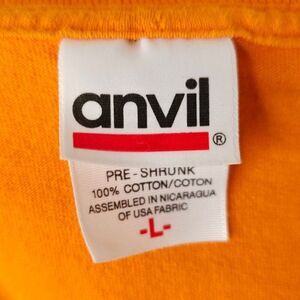 anvil
®
PRE-SHRUNK
100% COTTON/COTON
ASSEMBLED IN NICARAGUA
OF USA FABRIC
-L-